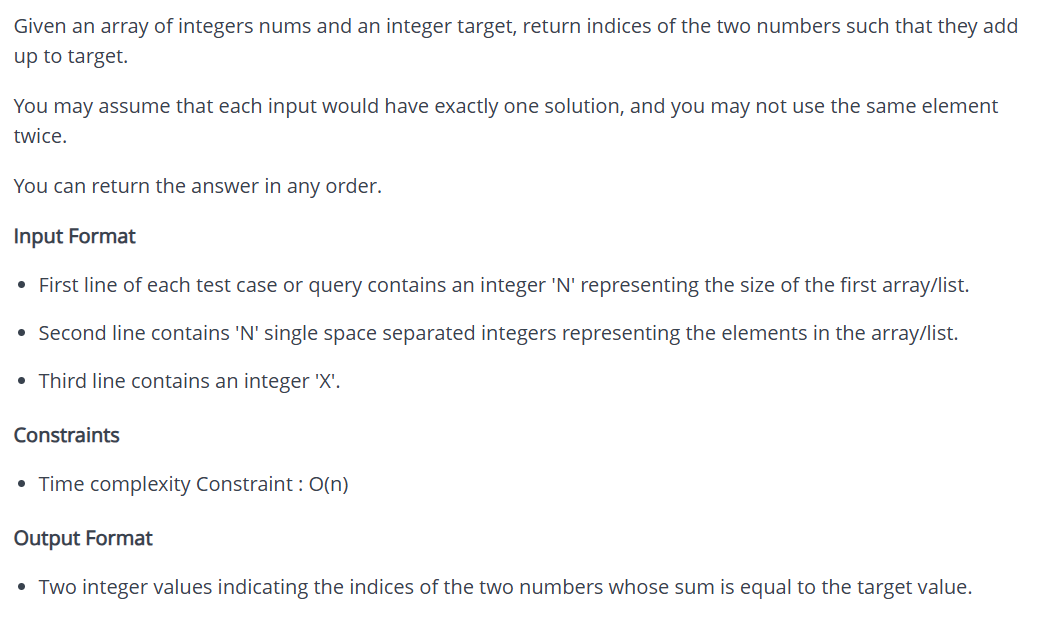 Given an array of integers nums and an integer target, return indices of the two numbers such that they add
up to target.
You may assume that each input would have exactly one solution, and you may not use the same element
twice.
You can return the answer in any order.
Input Format
• First line of each test case or query contains an integer 'N' representing the size of the first array/list.
• Second line contains 'N' single space separated integers representing the elements in the array/list.
• Third line contains an integer 'X'.
Constraints
• Time complexity Constraint : O(n)
Output Format
• Two integer values indicating the indices of the two numbers whose sum is equal to the target value.